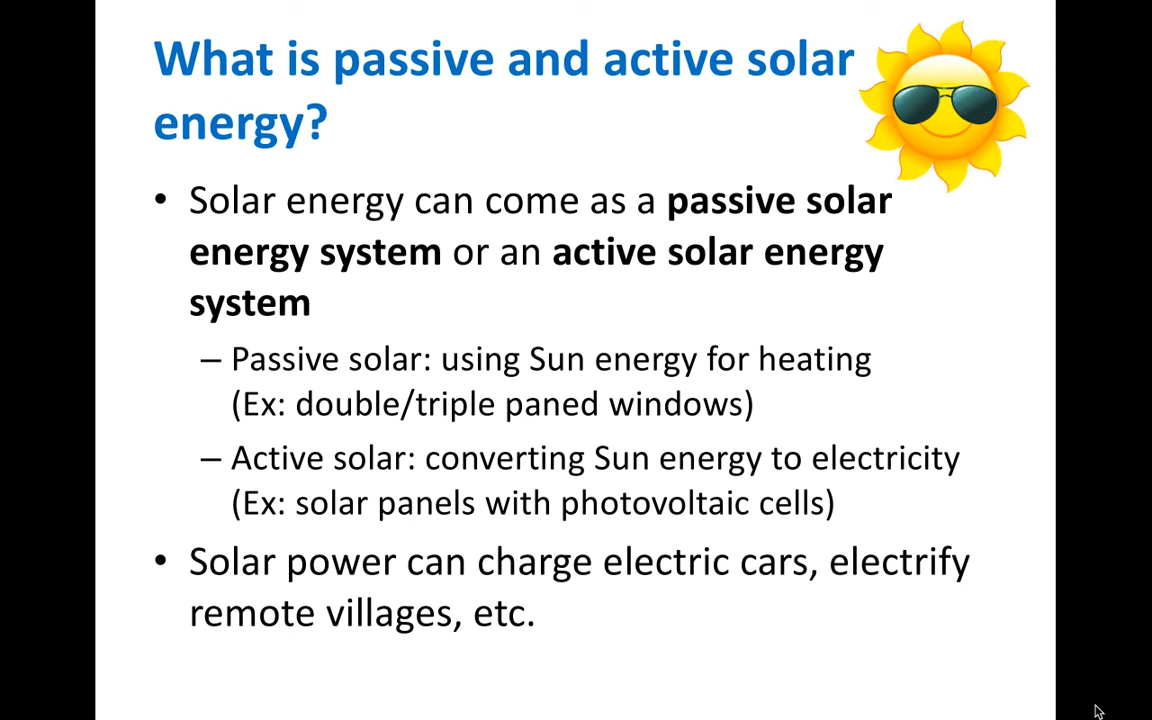 What is passive and active solar
energy?
• Solar energy can come as a passive solar
energy system or an active solar energy
system
– Passive solar: using Sun energy for heating
(Ex: double/triple paned windows)
– Active solar: converting Sun energy to electricity
(Ex: solar panels with photovoltaic cells)
• Solar power can charge electric cars, electrify
remote villages, etc.